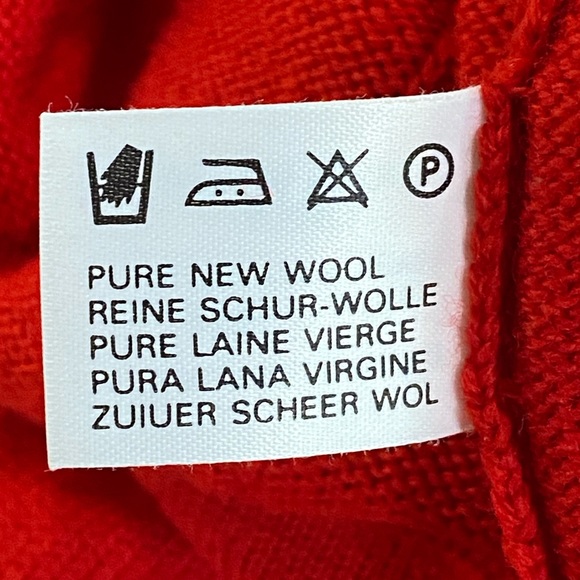 P
PURE NEW WOOL
REINE SCHUR-WOLLE
PURE LAINE VIERGE
PURA LANA VIRGINE
ZUIUER SCHEER WOL